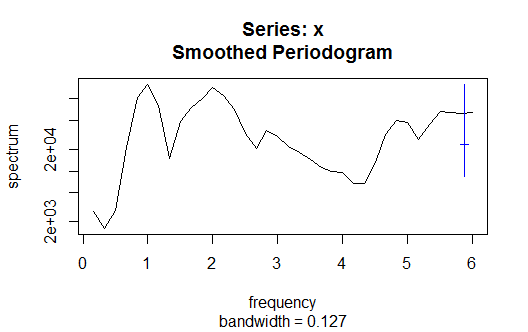 Series: x
Smoothed Periodogram
spectrum
2e+04
2e+03
0 1 2 3 4 5 6
frequency
bandwidth = 0.127